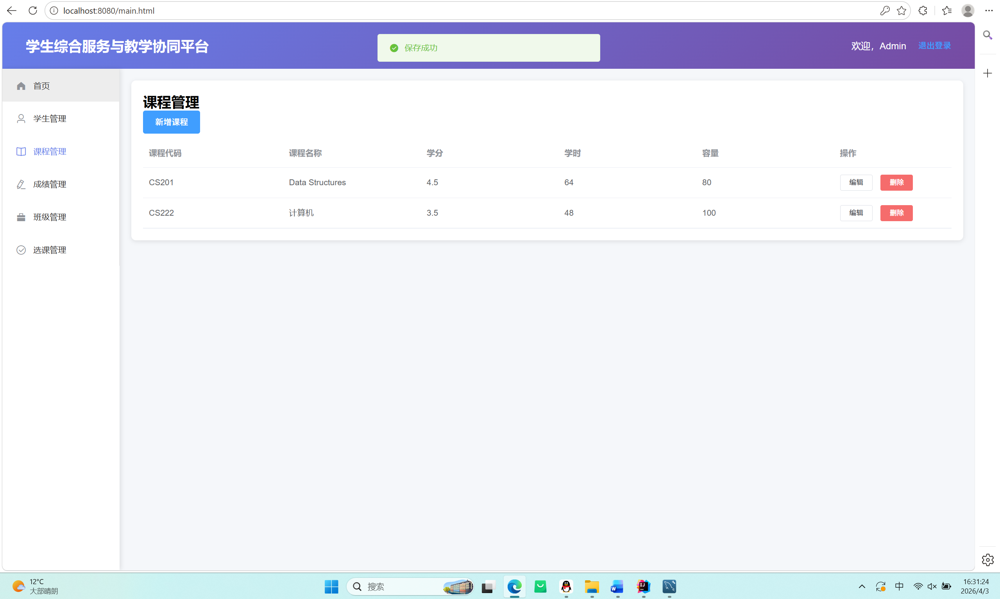 localhost:8080/main.html
学生综合服务与教学协同平台
保存成功
欢迎，Admin 退出登录
首页
学生管理
课程管理
成绩管理
班级管理
选课管理
课程管理
新增课程
课程代码 课程名称 学分 学时 容量 操作
CS201 Data Structures 4.5 64 80 编辑 删除
CS222 计算机 3.5 48 100 编辑 删除
12°C
大部晴朗
搜索
中
16:31:24
2026/4/3